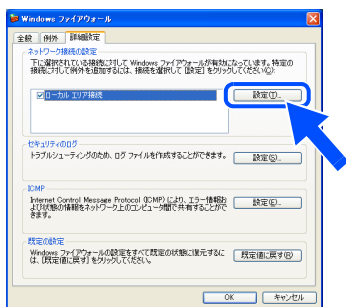 Windows ファイアウォール
全般 例外 詳細設定
ネットワーク接続の設定
下に選択されている接続に対して Windows ファイアウォールが有効になっています。特定の
接続に対して例外を追加するには、接続を選択して [設定] をクリックしてください(O):
ローカル エリア接続
設定(T)...
セキュリティのログ
トラブルシューティングのため、ログ ファイルを作成することができます。
設定(S)...
ICMP
Internet Control Message Protocol (ICMP) により、エラー情報お
よび状態の情報をネットワーク上のコンピュータ間で共有することがで
きます。
設定(E)...
既定の設定
Windows ファイアウォールの設定をすべて既定の状態に復元するに
は、[既定値に戻す] をクリックしてください。
既定値に戻す(R)
OK キャンセル